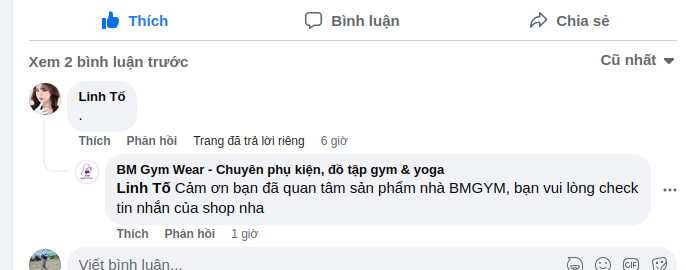 Thích Bình luận Chia sẻ
Xem 2 bình luận trước Cũ nhất
Linh Tố
.
Thích Phản hồi Trang đã trả lời riêng 6 giờ
BM Gym Wear - Chuyên phụ kiện, đồ tập gym & yoga
Linh Tố Cảm ơn bạn đã quan tâm sản phẩm nhà BMGYM, bạn vui lòng check
tin nhắn của shop nha
Thích Phản hồi 1 giờ
Viết bình luận...
GIF